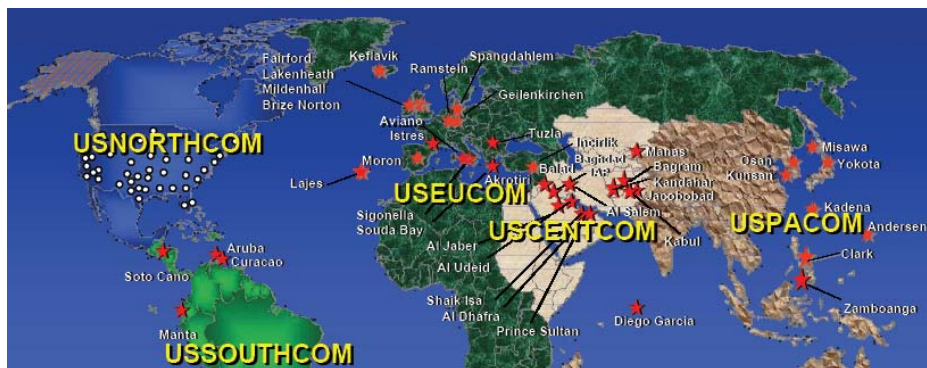 Fairford
Lakenheath
Mildenhall
Brize Norton
Keflavik
Ramstein
Spangdahlem
Geilenkirchen
USNORTHCOM
Aviano
Istres
Tuzla
Incirlik
Manas
Misawa
Moron
Baghdad
IAP
Balad
Bagram
Osan
Yokota
Lajes
Akrotiri
Kandahar
Kunsan
USEUCOM
Jacobobad
Kadena
Sigonella
Souda Bay
Al Salem
USCENTCOM
USPACOM
Andersen
Aruba
Curacao
Al Jaber
Kabul
Clark
Soto Cano
Al Udeid
Shaik Isa
Al Dhafra
Prince Sultan
Diego Garcia
Zamboanga
Manta
USSOUTHCOM